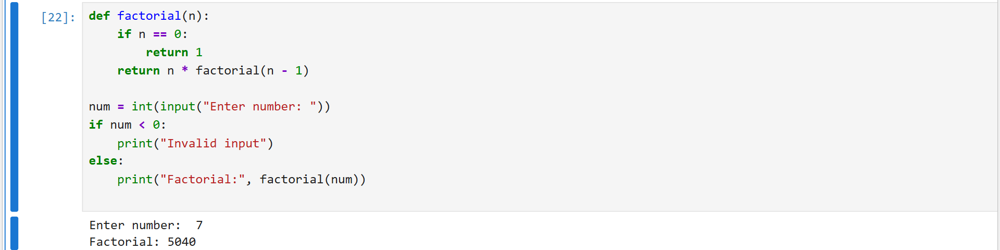 [22]:
def factorial(n):
    if n == 0:
        return 1
    return n * factorial(n - 1)

num = int(input("Enter number: "))
if num < 0:
    print("Invalid input")
else:
    print("Factorial:", factorial(num))

Enter number:  7
Factorial: 5040